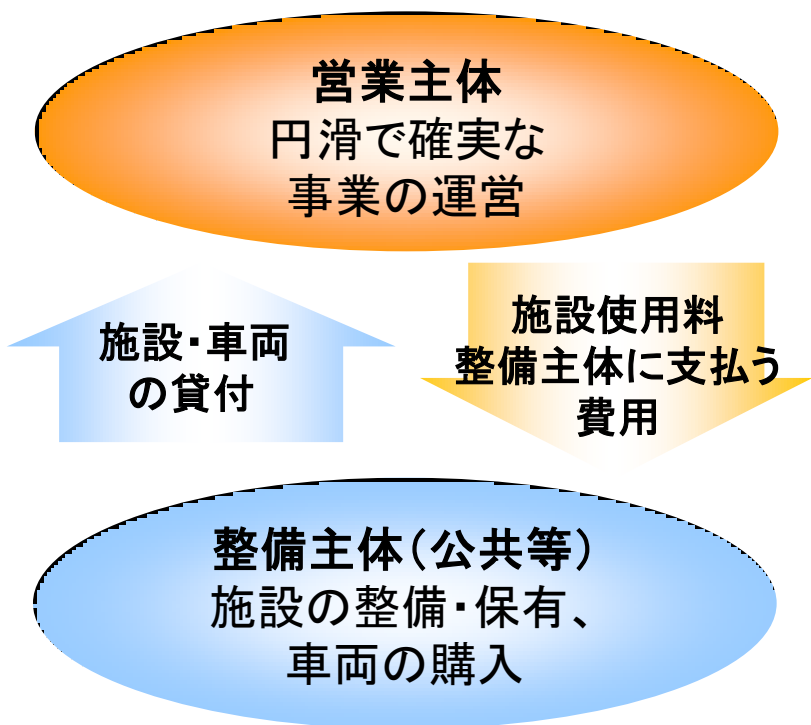 営業主体
円滑で確実な
事業の運営
施設・車両
の貸付
施設使用料
整備主体に支払う
費用
整備主体（公共等）
施設の整備・保有、
車両の購入